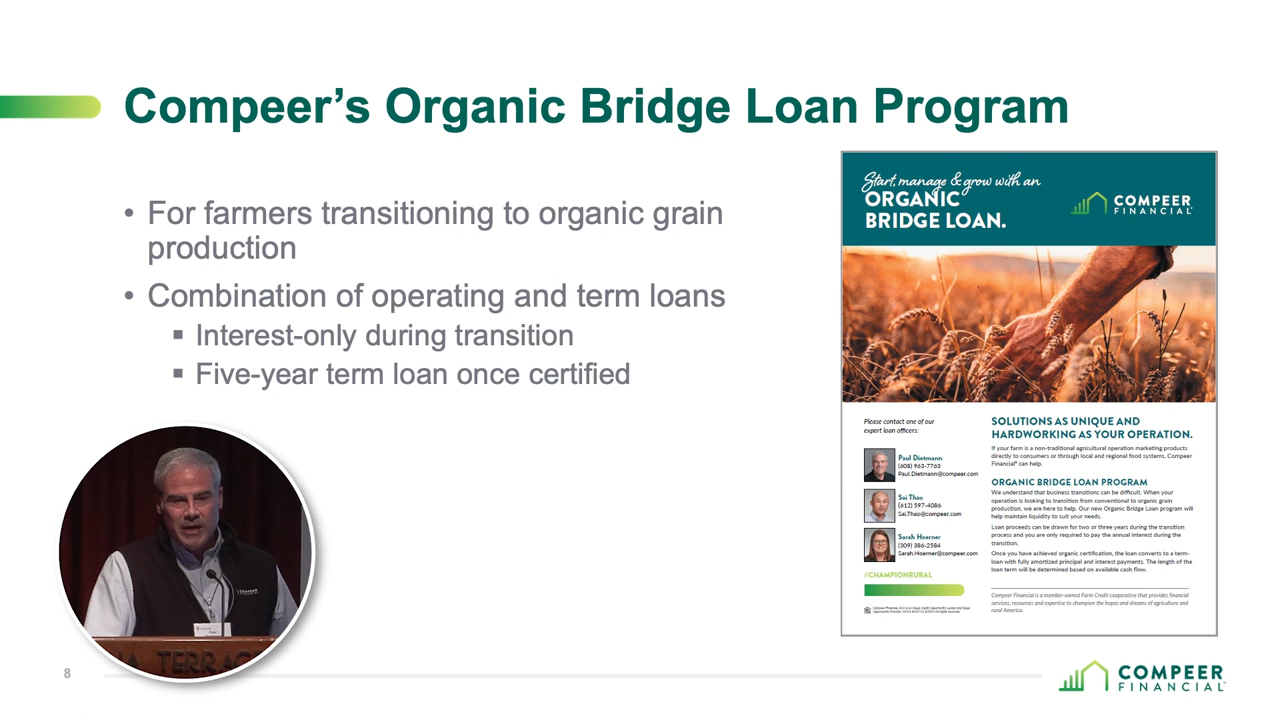 Compeer’s Organic Bridge Loan Program
• For farmers transitioning to organic grain
production
• Combination of operating and term loans
▪ Interest-only during transition
▪ Five-year term loan once certified
Start, manage & grow with an
ORGANIC
BRIDGE LOAN.
COMPEER
FINANCIAL®
Please contact one of our
expert loan officers:
Paul Dietmann
(608) 963-7763
Paul.Dietmann@compeer.com
Sai Thao
(612) 597-4086
Sai.Thao@compeer.com
Sarah Hoerner
(309) 386-2584
Sarah.Hoerner@compeer.com
#CHAMPIONRURAL
SOLUTIONS AS UNIQUE AND
HARDWORKING AS YOUR OPERATION.
If your farm is a non-traditional agricultural operation marketing products
directly to consumers or through local and regional food systems, Compeer
Financial® can help.
ORGANIC BRIDGE LOAN PROGRAM
We understand that business transitions can be difficult. When your
operation is looking to transition from conventional to organic grain
production, we are here to help. Our new Organic Bridge Loan program will
help maintain liquidity to suit your needs.
Loan proceeds can be drawn for two or three years during the transition
process and you are only required to pay the annual interest during the
transition.
Once you have achieved organic certification, the loan converts to a term-
loan with fully amortized principal and interest payments. The length of the
loan term will be determined based on available cash flow.
Compeer Financial is a member-owned Farm Credit cooperative that provides financial
services, resources and expertise to champion the hopes and dreams of agriculture and
rural America.
TERRAC
8
COMPEER
FINANCIAL